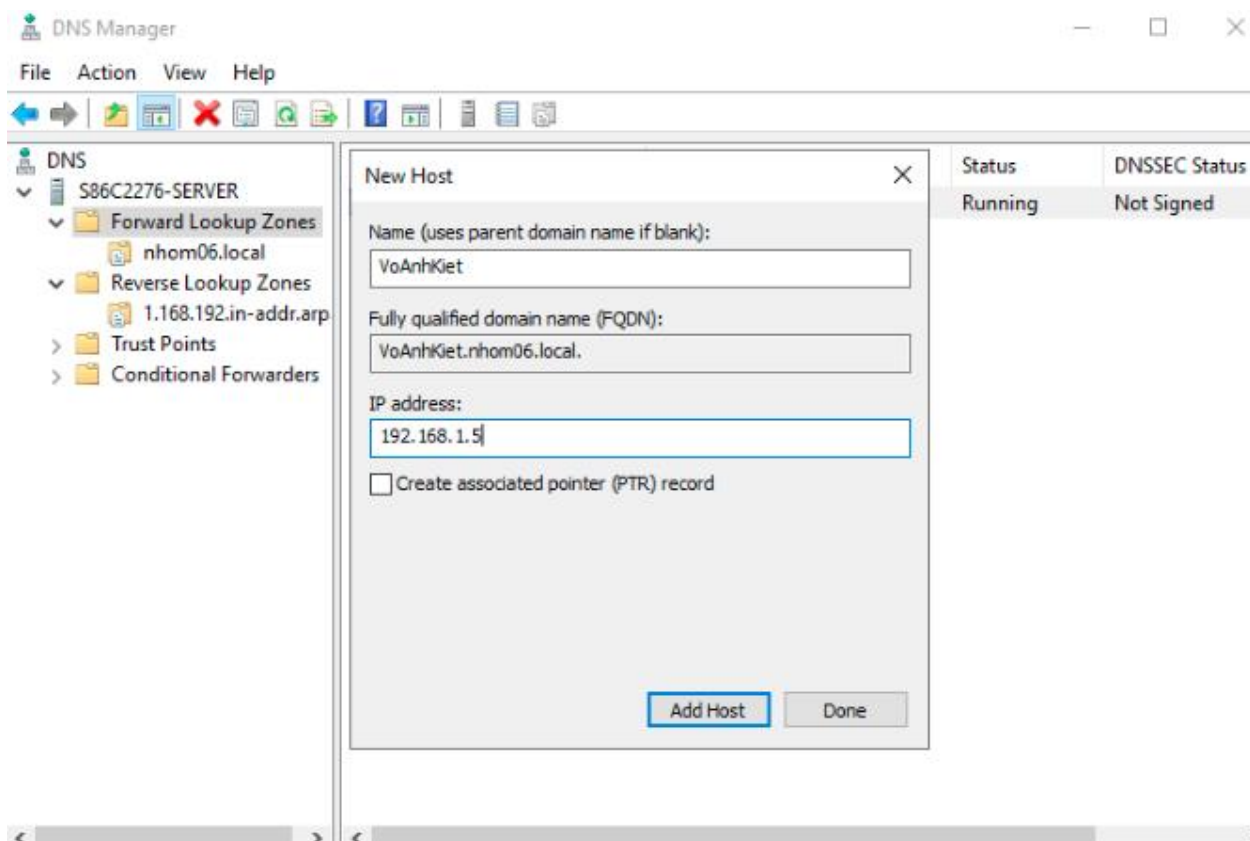 DNS Manager
File Action View Help
DNS
S86C2276-SERVER
Forward Lookup Zones
nhom06.local
Reverse Lookup Zones
1.168.192.in-addr.arp
Trust Points
Conditional Forwarders
New Host
Name (uses parent domain name if blank):
VoAnhKiet
Fully qualified domain name (FQDN):
VoAnhKiet.nhom06.local.
IP address:
192.168.1.5
Create associated pointer (PTR) record
Add Host Done
Status DNSSEC Status
Running Not Signed